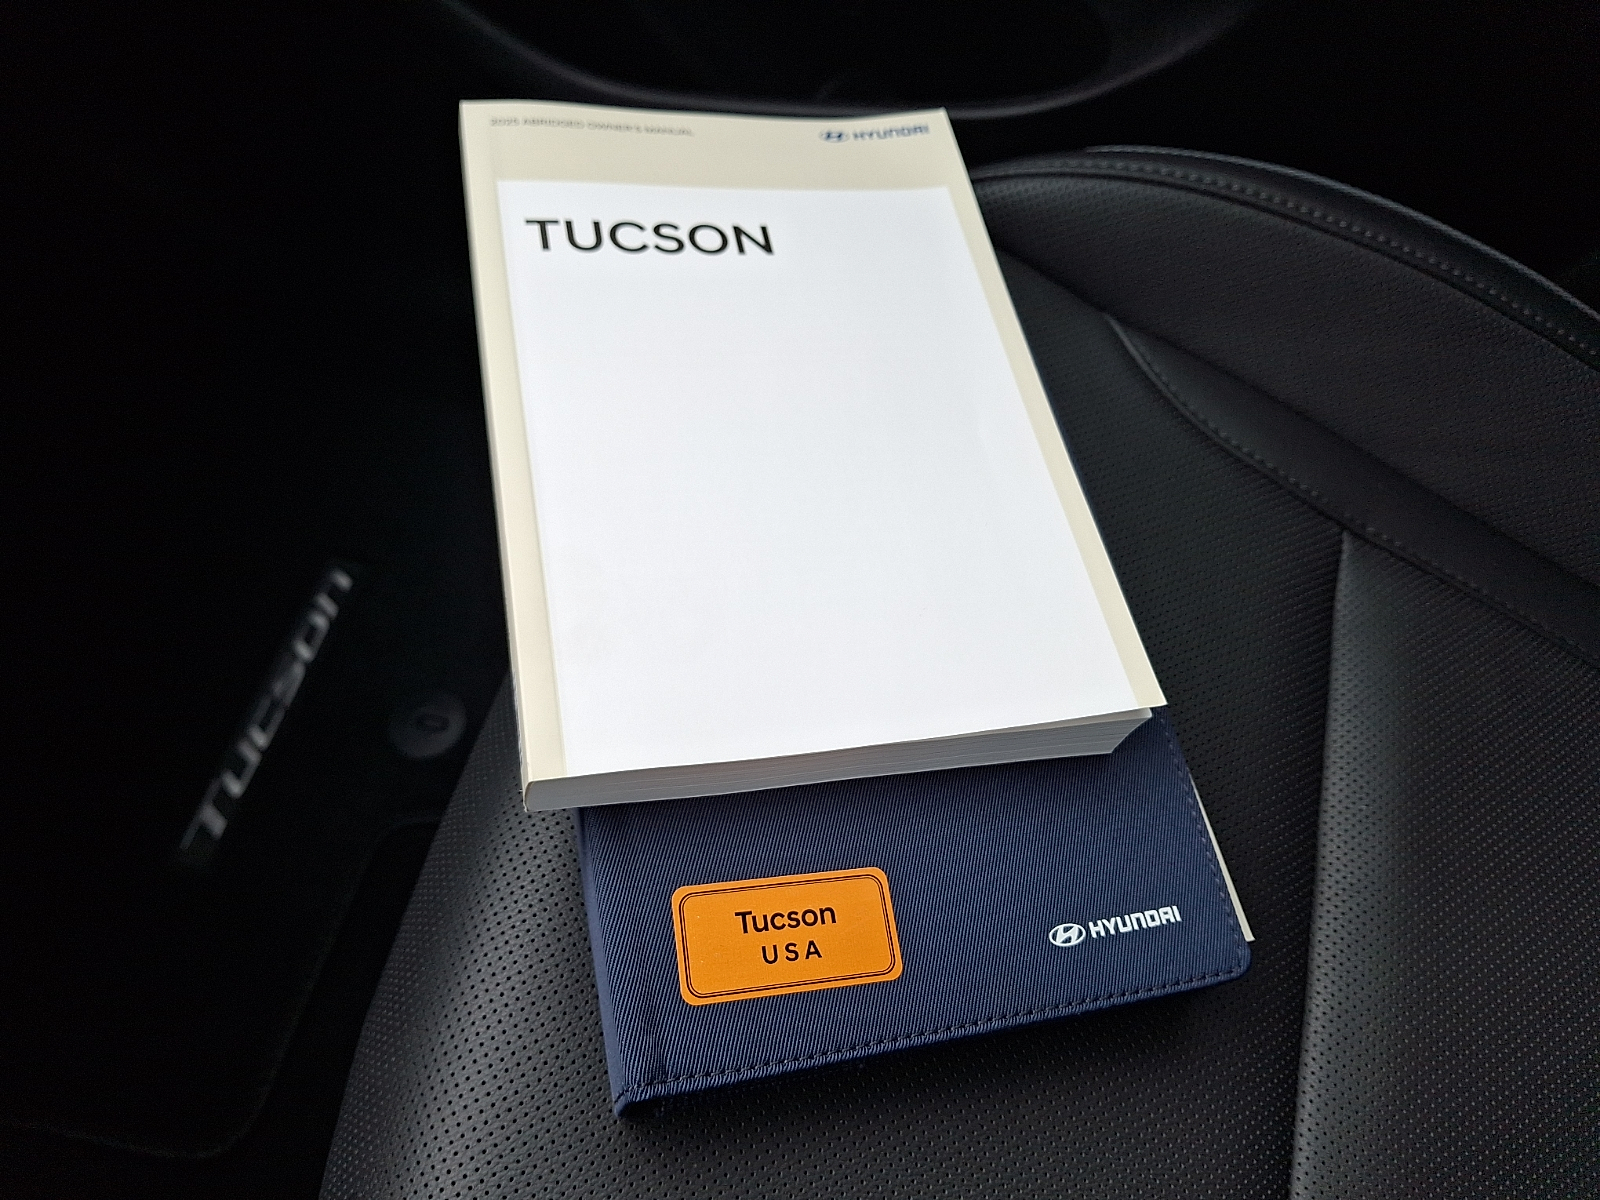 2025 ABRIDGED OWNER'S MANUAL
HYUNDAI
TUCSON
TUCSON
Tucson
USA
HYUNDAI